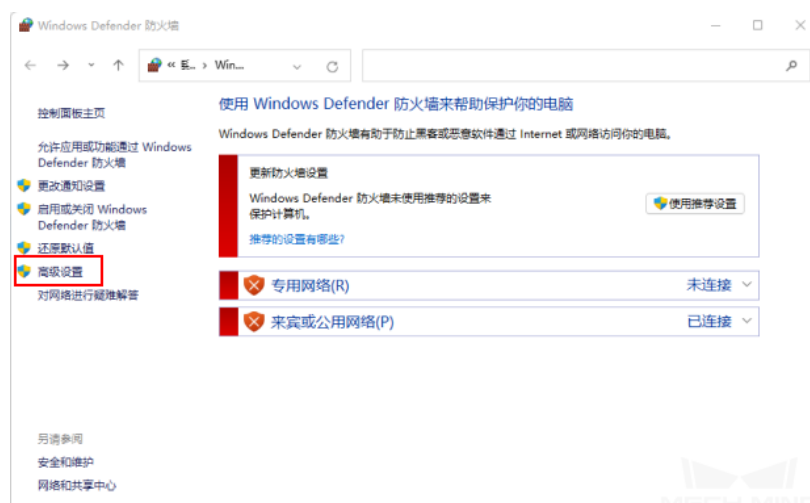 Windows Defender 防火墙
Win...
控制面板主页
允许应用或功能通过 Windows
Defender 防火墙
更改通知设置
启用或关闭 Windows
Defender 防火墙
还原默认值
高级设置
对网络进行疑难解答
使用 Windows Defender 防火墙来帮助保护你的电脑
Windows Defender 防火墙有助于防止黑客或恶意软件通过 Internet 或网络访问你的电脑。
更新防火墙设置
Windows Defender 防火墙未使用推荐的设置来
保护计算机。
使用推荐设置
推荐的设置有哪些?
专用网络(R) 未连接
来宾或公用网络(P) 已连接
另请参阅
安全和维护
网络和共享中心